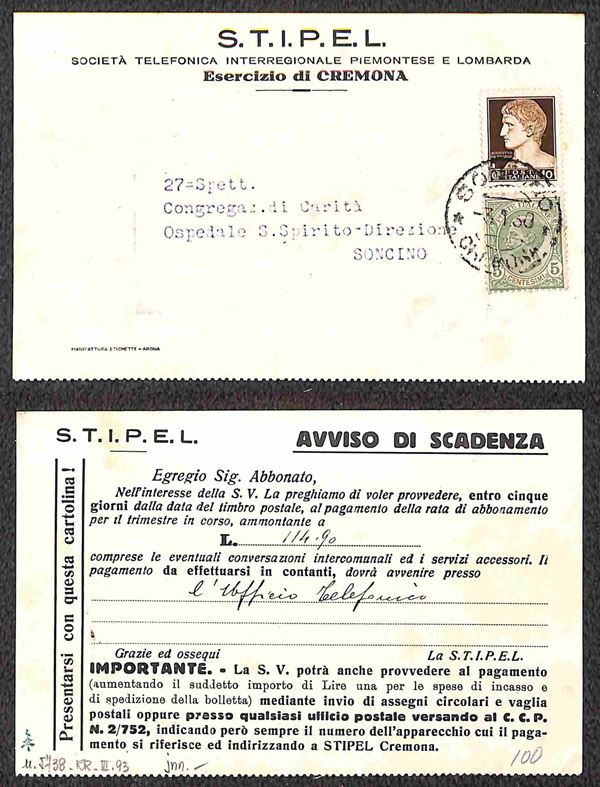 S.T.I.P.E.L.
SOCIETÀ TELEFONICA INTERREGIONALE PIEMONTESE E LOMBARDA
Esercizio di CREMONA
POSTE
ITALIANE 10
27=Spett.
Congregaz.di Carità
Ospedale S.Spirito-Direzione
SONCINO
5 CENTESIMI 5
MANIFATTURA ETICHETTE - ARONA
S.T.I.P.E.L.
AVVISO DI SCADENZA
Presentarsi con questa cartolina!
Egregio Sig. Abbonato,
Nell'interesse della S. V. La preghiamo di voler provvedere, entro cinque
giorni dalla data del timbro postale, al pagamento della rata di abbonamento
per il trimestre in corso, ammontante a
L. 114.90
comprese le eventuali conversazioni intercomunali ed i servizi accessori. Il
pagamento da effettuarsi in contanti, dovrà avvenire presso
l'Ufficio Telefonico
Grazie ed ossequi La S.T.I.P.E.L.
IMPORTANTE. - La S. V. potrà anche provvedere al pagamento
(aumentando il suddetto importo di Lire una per le spese di incasso e
di spedizione della bolletta) mediante invio di assegni circolari e vaglia
postali oppure presso qualsiasi ufficio postale versando al C. C. P.
N. 2/752, indicando però sempre il numero dell'apparecchio cui il paga-
mento si riferisce ed indirizzando a STIPEL Cremona.
100